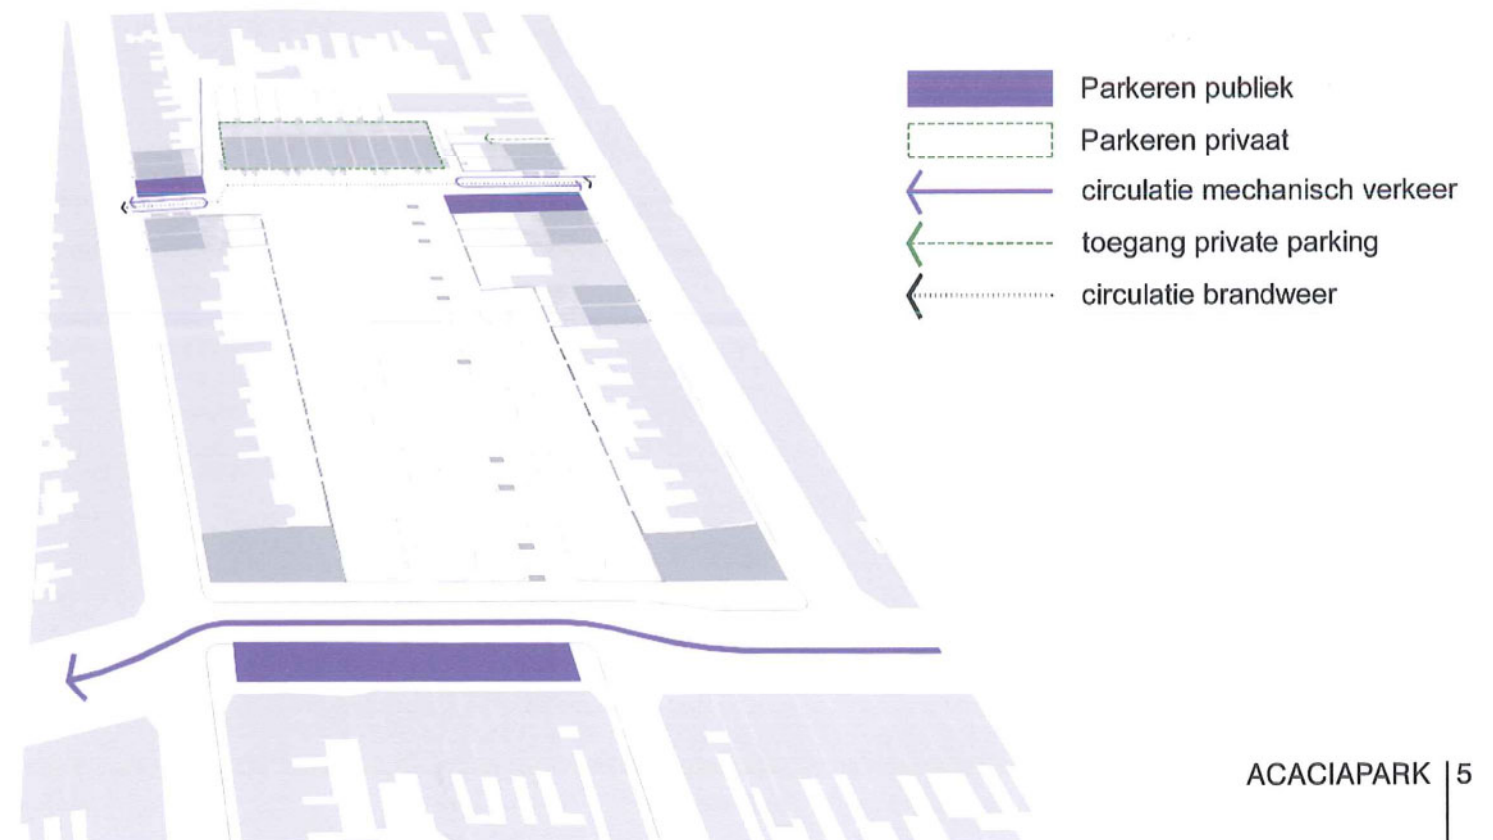 Parkeren publiek
Parkeren privaat
circulatie mechanisch verkeer
toegang private parking
circulatie brandweer
ACACIAPARK | 5